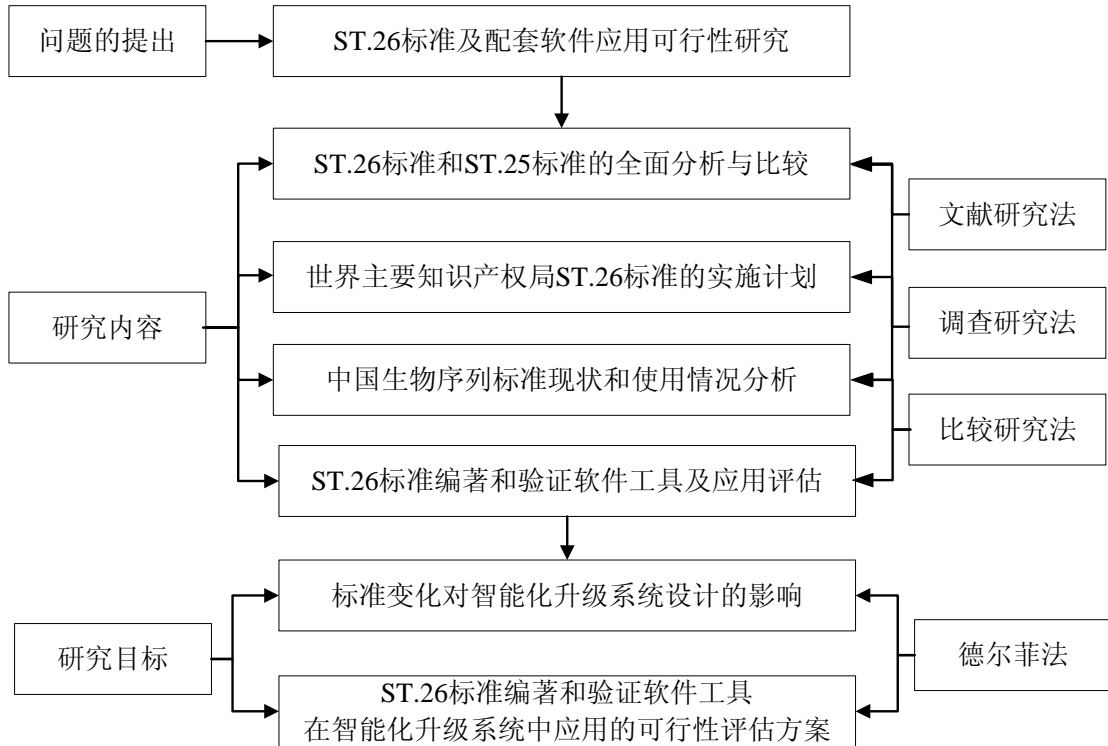 问题的提出
ST.26标准及配套软件应用可行性研究
ST.26标准和ST.25标准的全面分析与比较
文献研究法
世界主要知识产权局ST.26标准的实施计划
研究内容
调查研究法
中国生物序列标准现状和使用情况分析
比较研究法
ST.26标准编著和验证软件工具及应用评估
标准变化对智能化升级系统设计的影响
研究目标
德尔菲法
ST.26标准编著和验证软件工具
在智能化升级系统中应用的可行性评估方案